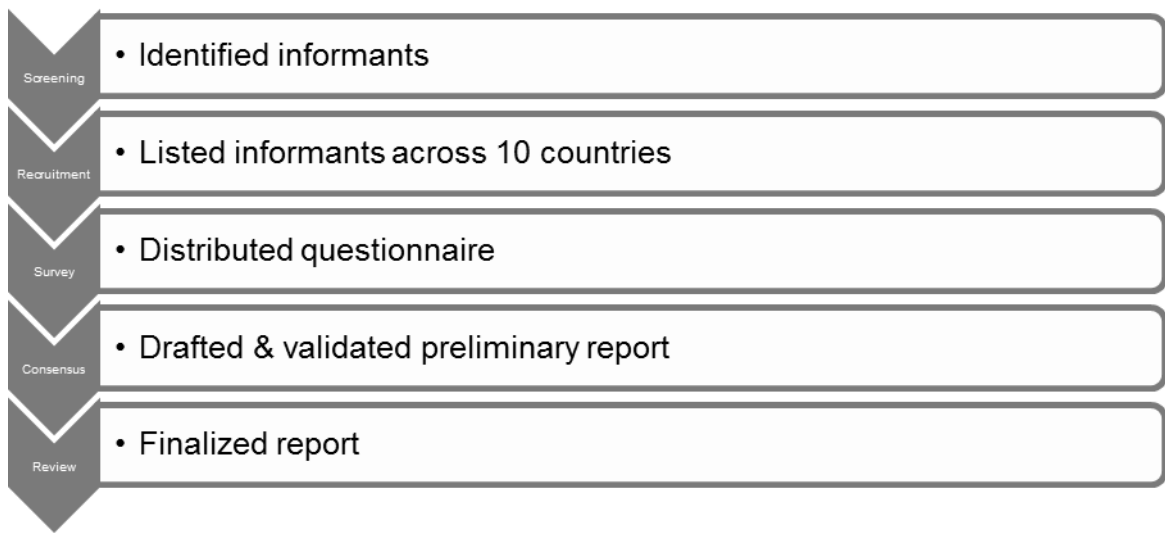 Screening
• Identified informants
Recruitment
• Listed informants across 10 countries
Survey
• Distributed questionnaire
Consensus
• Drafted & validated preliminary report
Review
• Finalized report